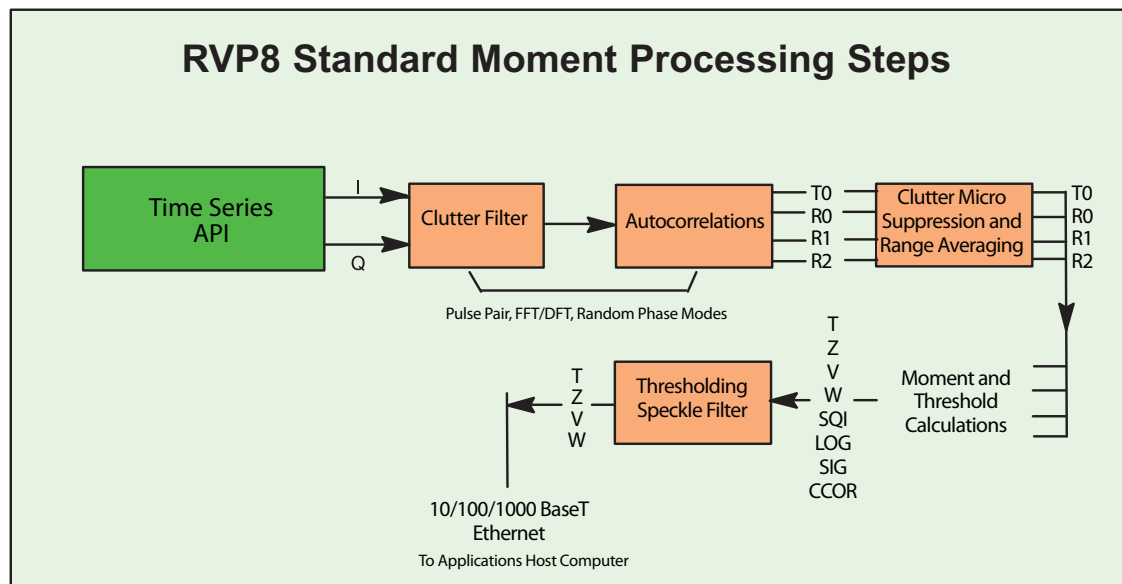 RVP8 Standard Moment Processing Steps
Time Series
API
I
Q
Clutter Filter
Autocorrelations
T0
R0
R1
R2
Clutter Micro
Suppression and
Range Averaging
T0
R0
R1
R2
Pulse Pair, FFT/DFT, Random Phase Modes
Moment and
Threshold
Calculations
T
Z
V
W
SQI
LOG
SIG
CCOR
Thresholding
Speckle Filter
T
Z
V
W
10/100/1000 BaseT
Ethernet
To Applications Host Computer